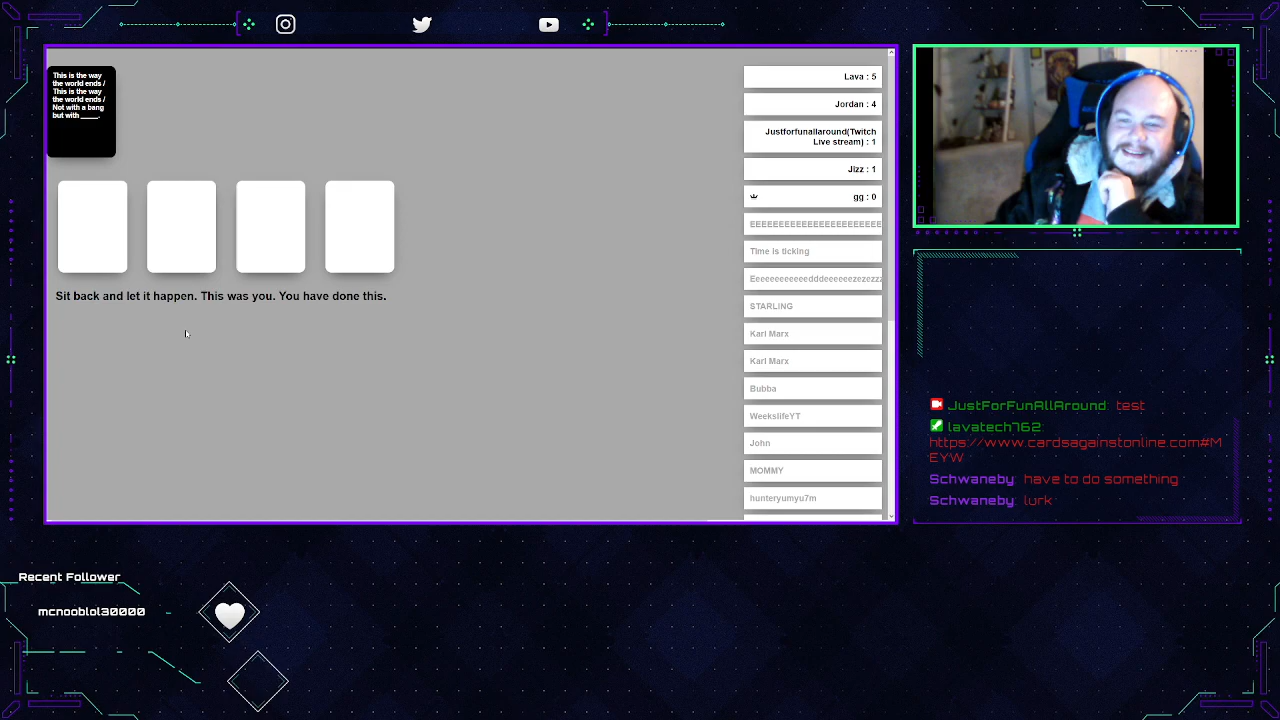 This is the way
the world ends /
This is the way
the world ends /
Not with a bang
but with _____.
Sit back and let it happen. This was you. You have done this.
Lava : 5
Jordan : 4
Justforfunallaround(Twitch
Live stream) : 1
Jizz : 1
gg : 0
EEEEEEEEEEEEEEEEEEEEEEE
Time is ticking
Eeeeeeeeeeeedddeeeeeezezezzz
STARLING
Karl Marx
Karl Marx
Bubba
WeekslifeYT
John
MOMMY
hunteryumyu7m
JustForFunAllAround: test
lavatech762:
https://www.cardsagainstonline.com#M
EYW
Schwaneby: have to do something
Schwaneby: lurk
Recent Follower
mcnooblol30000